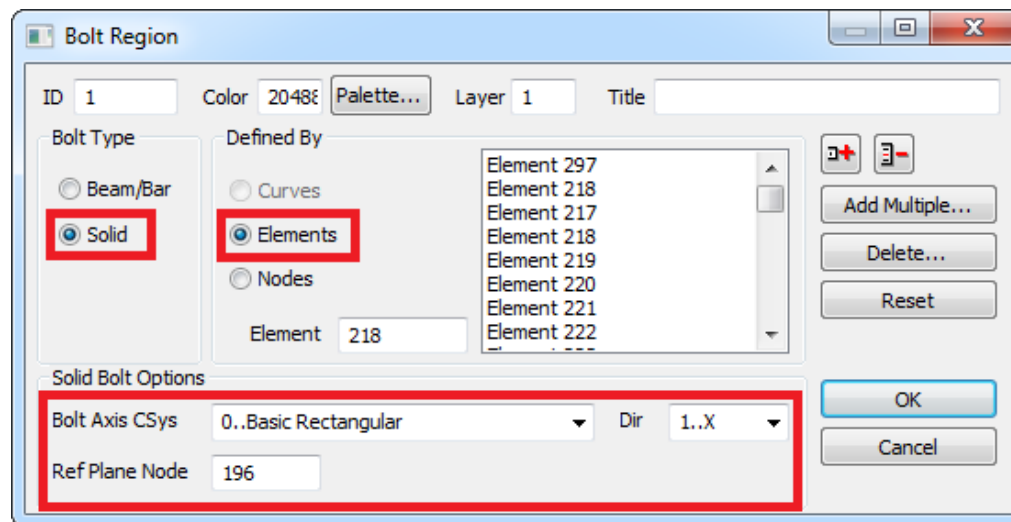 Bolt Region
ID 1 Color 20488 Palette... Layer 1 Title
Bolt Type
Beam/Bar
Solid
Defined By
Curves
Elements
Nodes
Element 218
Element 297
Element 218
Element 217
Element 218
Element 219
Element 220
Element 221
Element 222
Add Multiple...
Delete...
Reset
Solid Bolt Options
Bolt Axis CSys 0..Basic Rectangular Dir 1..X
Ref Plane Node 196
OK
Cancel